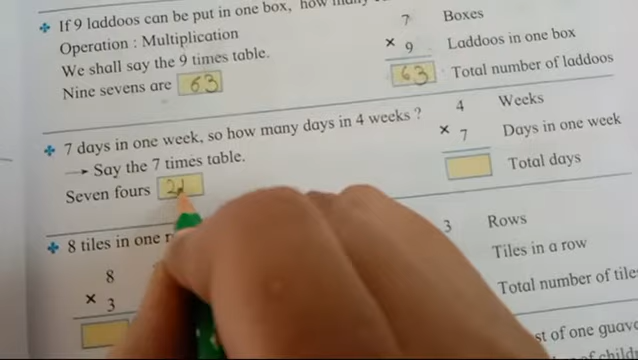 If 9 laddoos can be put in one box, how
7 Boxes
Operation : Multiplication
× 9 Laddoos in one box
We shall say the 9 times table.
63 Total number of laddoos
Nine sevens are 63
7 days in one week, so how many days in 4 weeks ?
4 Weeks
× 7 Days in one week
→ Say the 7 times table.
Total days
Seven fours
8 tiles in one
3 Rows
8
Tiles in a row
× 3
Total number of tiles
st of one guava
of child